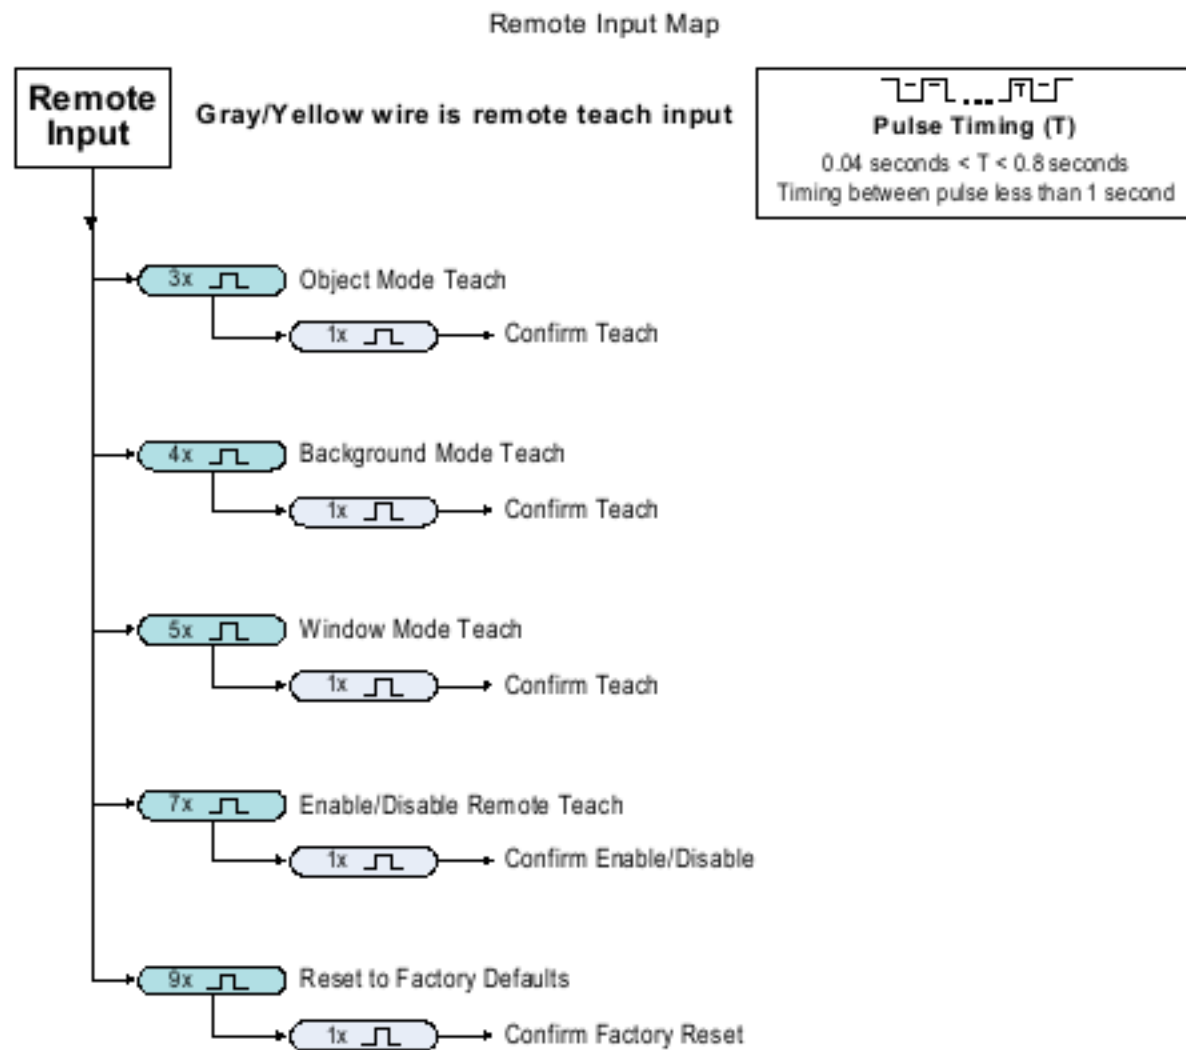 Remote Input Map
Remote
Input
Gray/Yellow wire is remote teach input
T
Pulse Timing (T)
0.04 seconds < T < 0.8 seconds
Timing between pulse less than 1 second
3x Object Mode Teach
1x Confirm Teach
4x Background Mode Teach
1x Confirm Teach
5x Window Mode Teach
1x Confirm Teach
7x Enable/Disable Remote Teach
1x Confirm Enable/Disable
9x Reset to Factory Defaults
1x Confirm Factory Reset